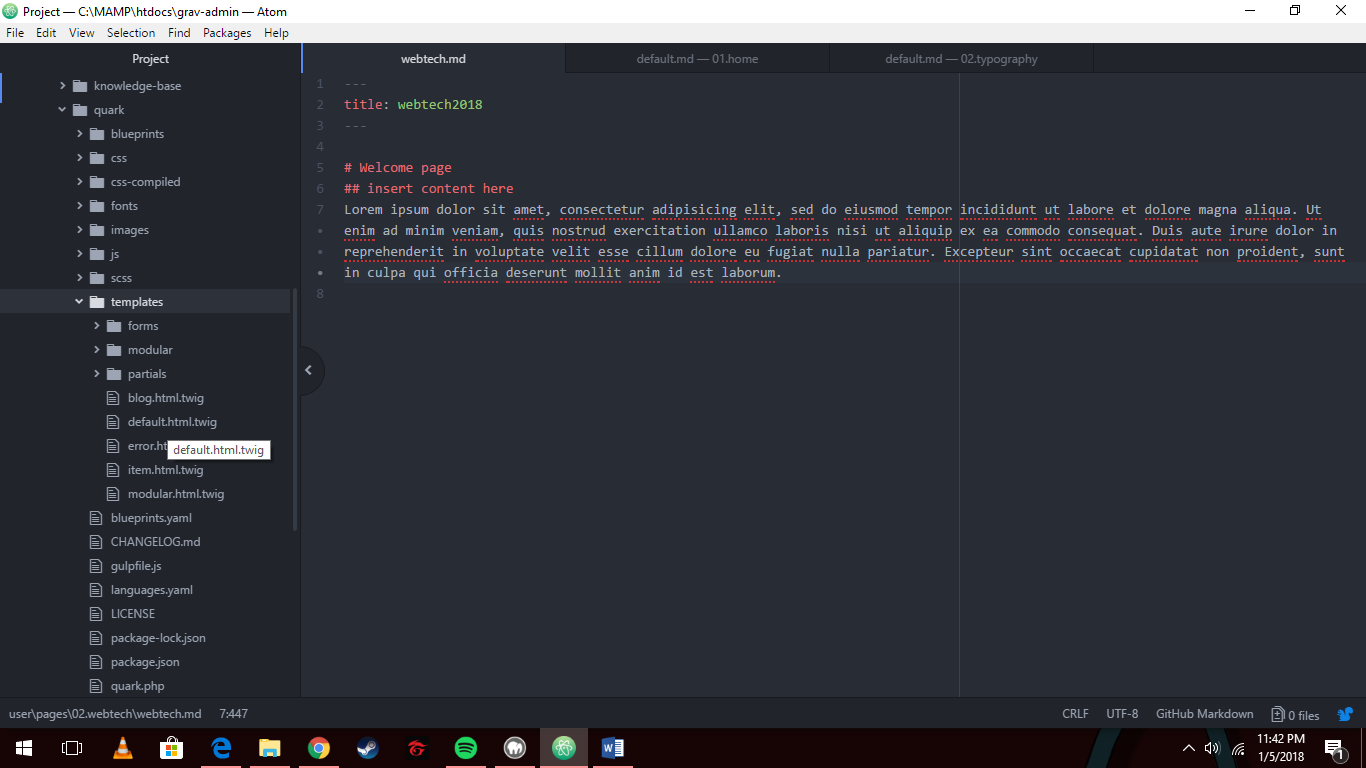 Project — C:\MAMP\htdocs\grav-admin — Atom
File Edit View Selection Find Packages Help
Project
knowledge-base
quark
blueprints
css
css-compiled
fonts
images
js
scss
templates
forms
modular
partials
blog.html.twig
default.html.twig
error.ht
default.html.twig
item.html.twig
modular.html.twig
blueprints.yaml
CHANGELOG.md
gulpfile.js
languages.yaml
LICENSE
package-lock.json
package.json
quark.php
webtech.md default.md — 01.home default.md — 02.typography
1 ---
2 title: webtech2018
3 ---
4
5 # Welcome page
6 ## insert content here
7 Lorem ipsum dolor sit amet, consectetur adipisicing elit, sed do eiusmod tempor incididunt ut labore et dolore magna aliqua. Ut
• enim ad minim veniam, quis nostrud exercitation ullamco laboris nisi ut aliquip ex ea commodo consequat. Duis aute irure dolor in
• reprehenderit in voluptate velit esse cillum dolore eu fugiat nulla pariatur. Excepteur sint occaecat cupidatat non proident, sunt
• in culpa qui officia deserunt mollit anim id est laborum.
8
user\pages\02.webtech\webtech.md 7:447 CRLF UTF-8 GitHub Markdown 0 files
11:42 PM
1/5/2018
1